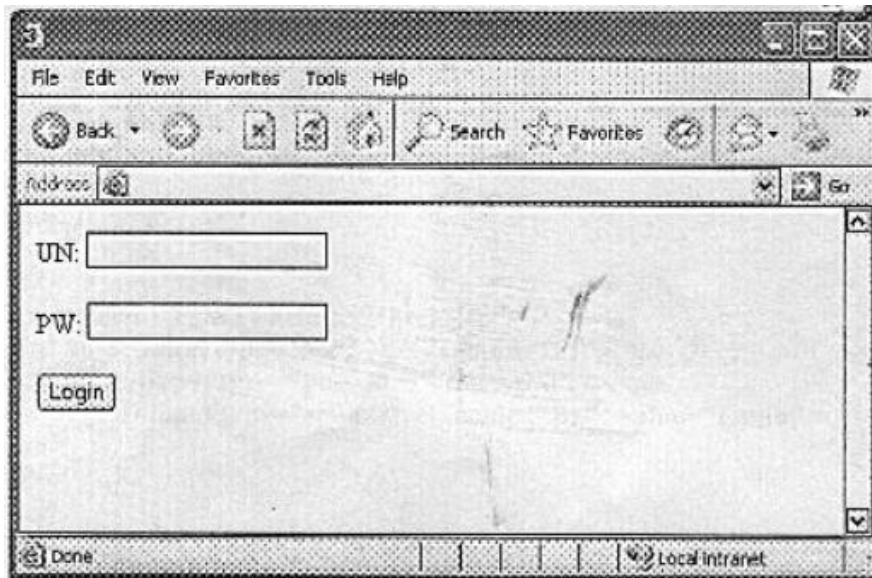 File Edit View Favorites Tools Help
Back Search Favorites »
Address Go
UN:
PW:
Login
Done Local intranet